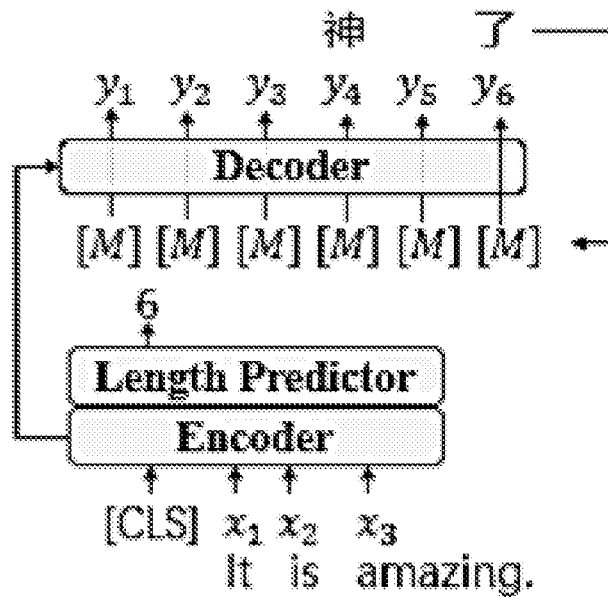 神 了
y₁ y₂ y₃ y₄ y₅ y₆
Decoder
[M] [M] [M] [M] [M] [M]
6
Length Predictor
Encoder
[CLS] x₁ x₂ x₃
It is amazing.